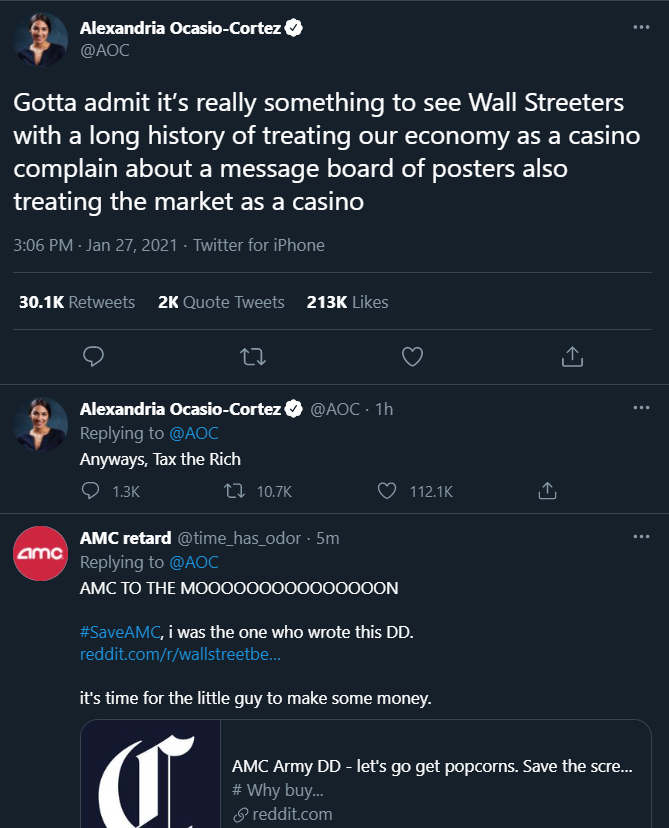 Alexandria Ocasio-Cortez
@AOC
Gotta admit it's really something to see Wall Streeters
with a long history of treating our economy as a casino
complain about a message board of posters also
treating the market as a casino
3:06 PM · Jan 27, 2021 · Twitter for iPhone
30.1K Retweets 2K Quote Tweets 213K Likes
Alexandria Ocasio-Cortez @AOC · 1h
Replying to @AOC
Anyways, Tax the Rich
1.3K 10.7K 112.1K
amc
AMC retard @time_has_odor · 5m
Replying to @AOC
AMC TO THE MOOOOOOOOOOOOOOON
#SaveAMC, i was the one who wrote this DD.
reddit.com/r/wallstreetbe...
it's time for the little guy to make some money.
AMC Army DD - let's go get popcorns. Save the scre...
# Why buy...
reddit.com